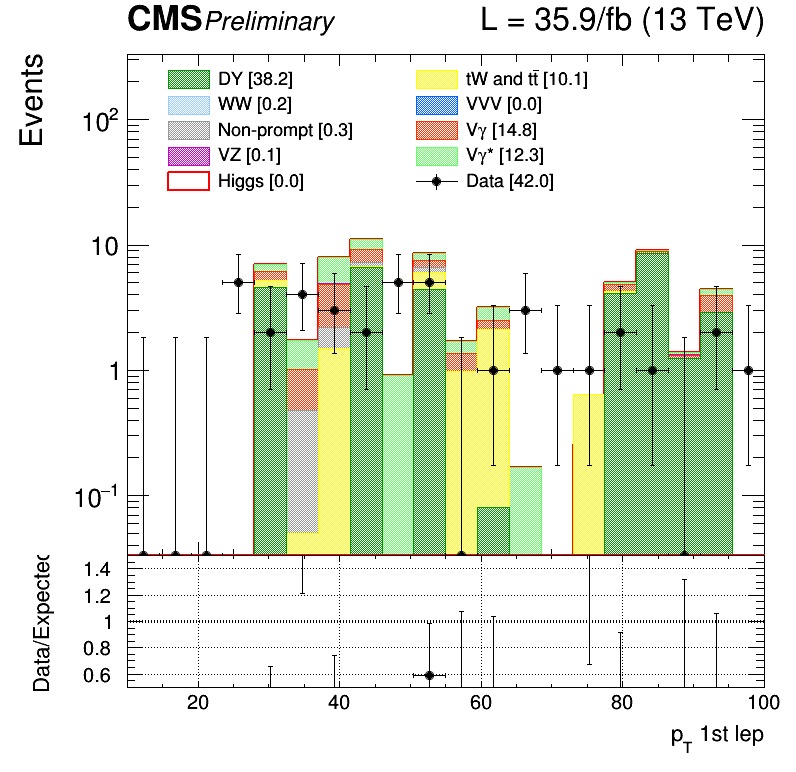 CMS Preliminary L = 35.9/fb (13 TeV)
Events
DY [38.2]
tW and tt̄ [10.1]
WW [0.2]
VVV [0.0]
Non-prompt [0.3]
Vγ [14.8]
VZ [0.1]
Vγ* [12.3]
Higgs [0.0]
Data [42.0]
10²
10
1
10⁻¹
Data/Expected
1.4
1.2
1
0.8
0.6
20 40 60 80 100
p_T 1st lep